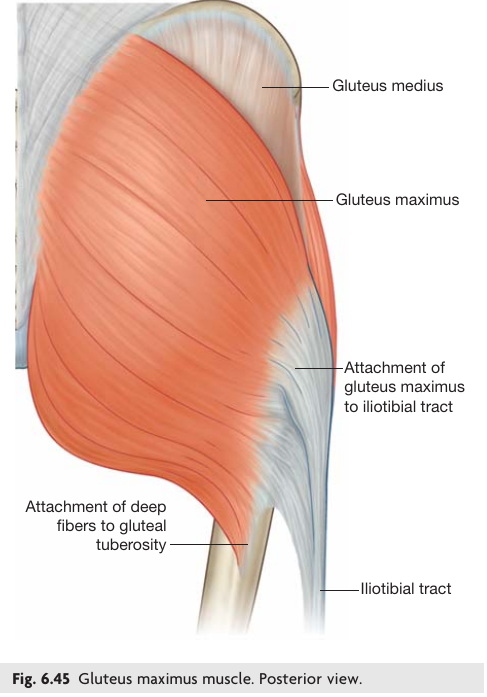 Gluteus medius
Gluteus maximus
Attachment of
gluteus maximus
to iliotibial tract
Attachment of deep
fibers to gluteal
tuberosity
Iliotibial tract
Fig. 6.45 Gluteus maximus muscle. Posterior view.